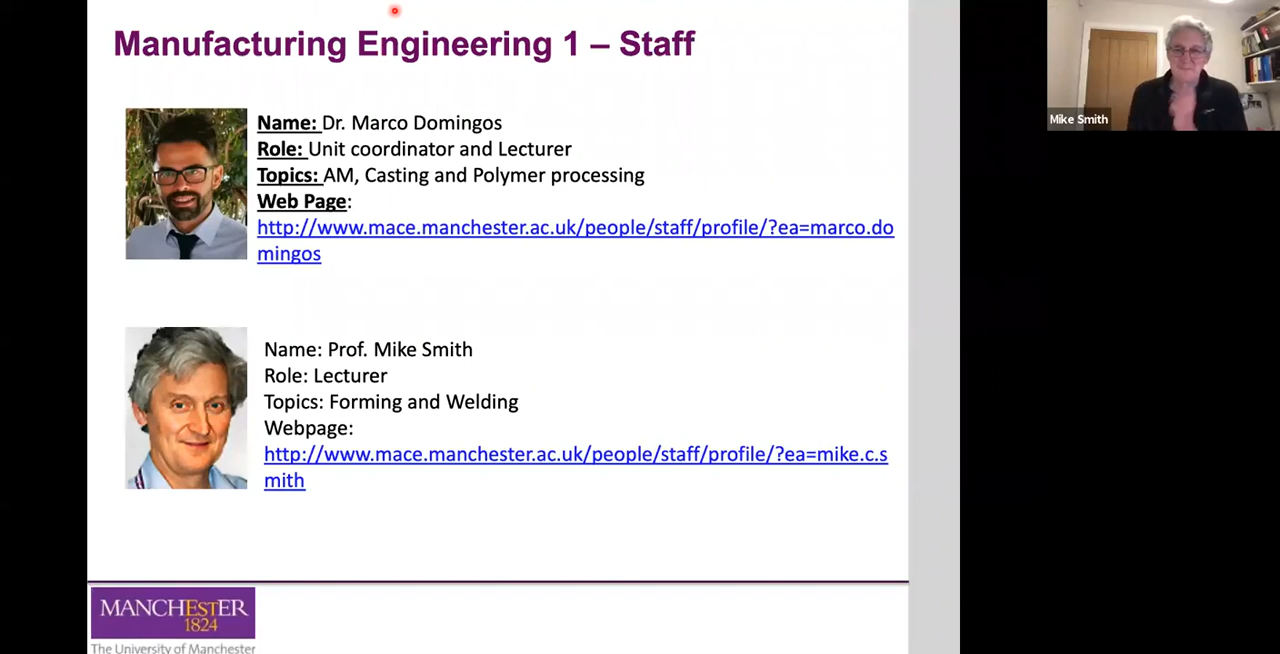 Manufacturing Engineering 1 – Staff
Name: Dr. Marco Domingos
Role: Unit coordinator and Lecturer
Topics: AM, Casting and Polymer processing
Web Page:
http://www.mace.manchester.ac.uk/people/staff/profile/?ea=marco.do
mingos
Name: Prof. Mike Smith
Role: Lecturer
Topics: Forming and Welding
Webpage:
http://www.mace.manchester.ac.uk/people/staff/profile/?ea=mike.c.s
mith
MANCHESTER
1824
The University of Manchester
Mike Smith